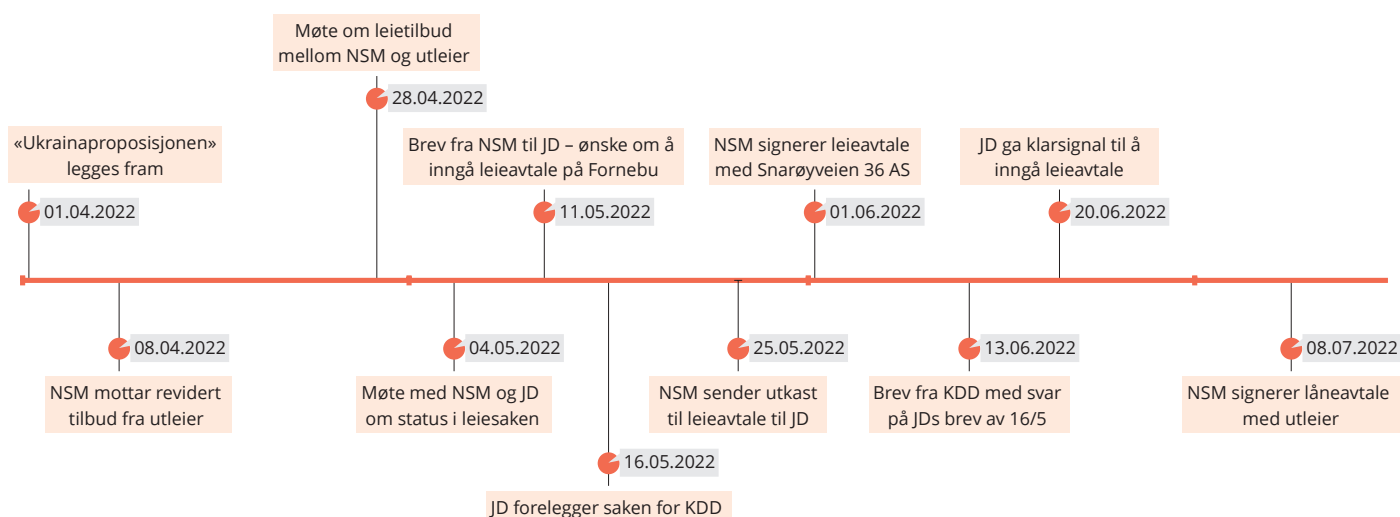 Møte om leietilbud
mellom NSM og utleier
28.04.2022
«Ukrainaproposisjonen»
legges fram
01.04.2022
Brev fra NSM til JD – ønske om å
inngå leieavtale på Fornebu
11.05.2022
NSM signerer leieavtale
med Snarøyveien 36 AS
01.06.2022
JD ga klarsignal til å
inngå leieavtale
20.06.2022
08.04.2022
NSM mottar revidert
tilbud fra utleier
04.05.2022
Møte med NSM og JD
om status i leiesaken
25.05.2022
NSM sender utkast
til leieavtale til JD
13.06.2022
Brev fra KDD med svar
på JDs brev av 16/5
08.07.2022
NSM signerer låneavtale
med utleier
16.05.2022
JD forelegger saken for KDD